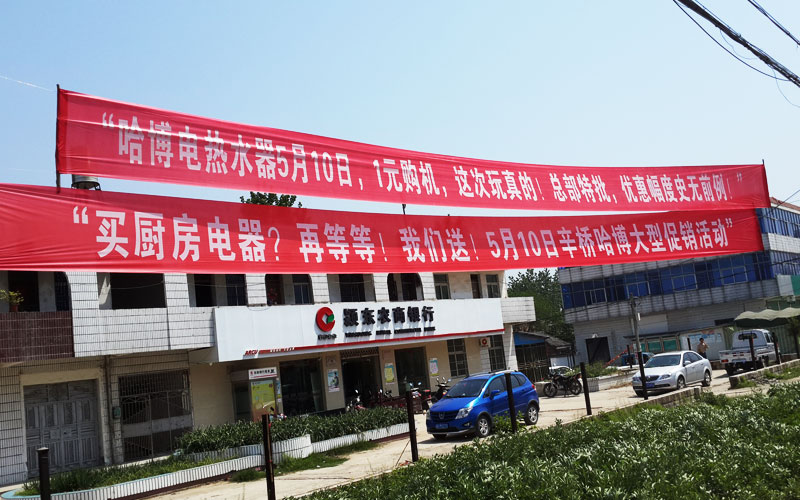 “哈博电热水器5月10日，1元购机，这次玩真的！总部特批，优惠幅度史无前例！”
“买厨房电器？再等等！我们送！5月10日辛桥哈博大型促销活动”
颍东农商银行